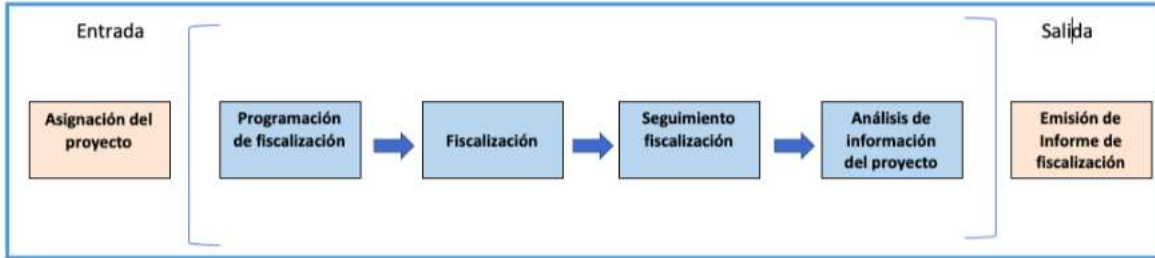 Entrada
Salida
Asignación del
proyecto
Programación
de fiscalización
Fiscalización
Seguimiento
fiscalización
Análisis de
información
del proyecto
Emisión de
Informe de
fiscalización